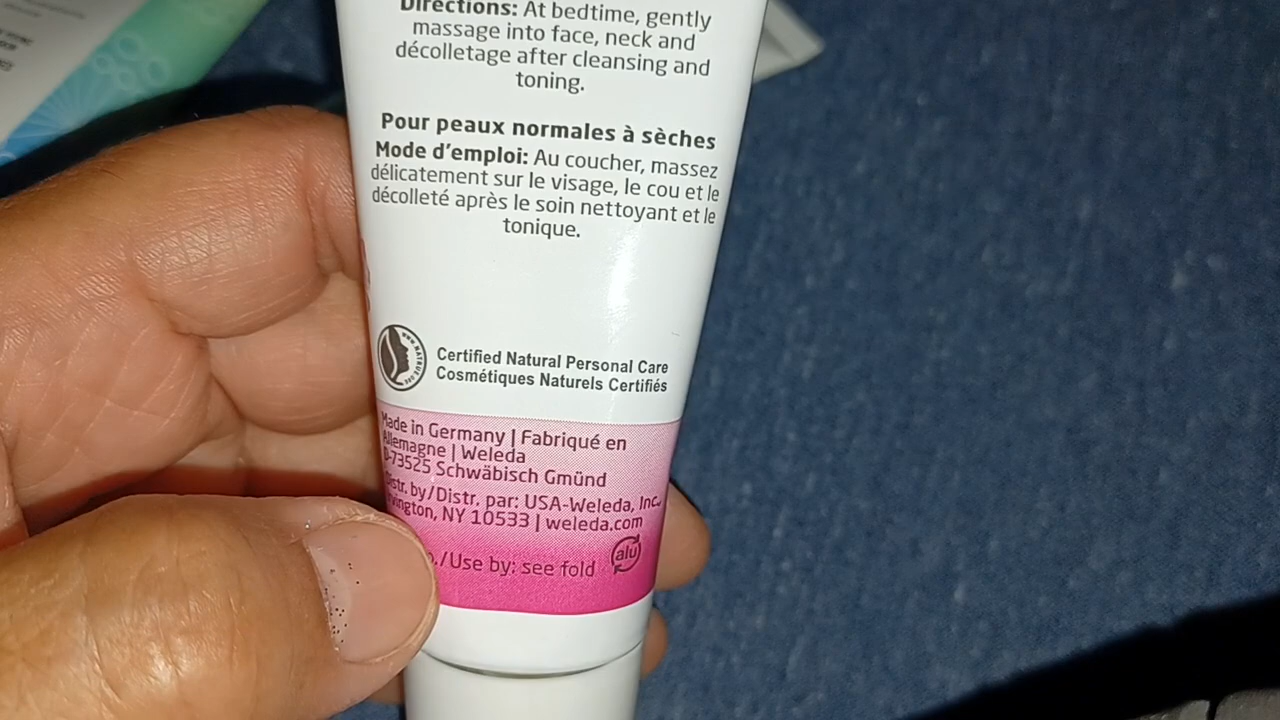 Directions: At bedtime, gently
massage into face, neck and
décolletage after cleansing and
toning.
Pour peaux normales à sèches
Mode d'emploi: Au coucher, massez
délicatement sur le visage, le cou et le
décolleté après le soin nettoyant et le
tonique.
www.NATRUE.org
Certified Natural Personal Care
Cosmétiques Naturels Certifiés
Made in Germany | Fabriqué en
Allemagne | Weleda
D-73525 Schwäbisch Gmünd
Distr. by/Distr. par: USA-Weleda, Inc.
NY 10533 | weleda.com
/Use by: see fold
alu